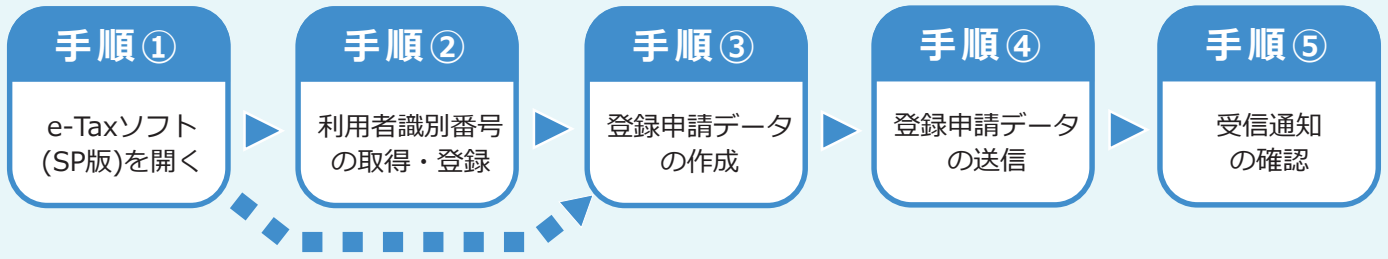 手順①
e-Taxソフト
(SP版)を開く
手順②
利用者識別番号
の取得・登録
手順③
登録申請データ
の作成
手順④
登録申請データ
の送信
手順⑤
受信通知
の確認